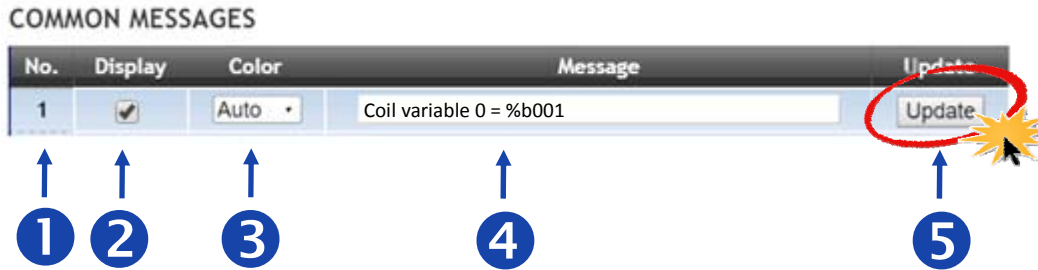 COMMON MESSAGES
No. Display Color Message Update
1 Auto Coil variable 0 = %b001 Update
1 2 3 4 5